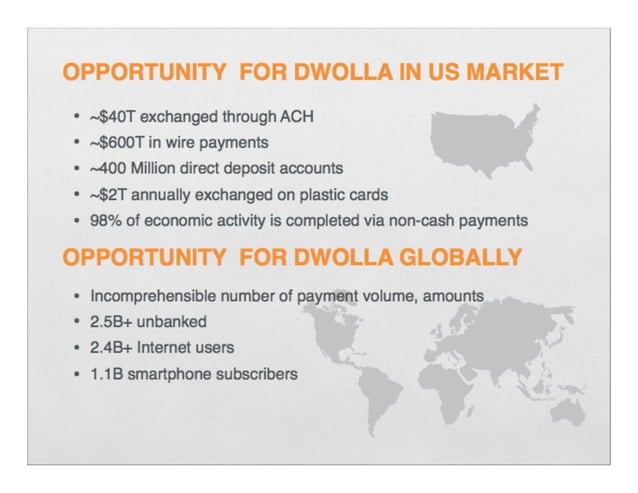 OPPORTUNITY FOR DWOLLA IN US MARKET
• ~$40T exchanged through ACH
• ~$600T in wire payments
• ~400 Million direct deposit accounts
• ~$2T annually exchanged on plastic cards
• 98% of economic activity is completed via non-cash payments
OPPORTUNITY FOR DWOLLA GLOBALLY
• Incomprehensible number of payment volume, amounts
• 2.5B+ unbanked
• 2.4B+ Internet users
• 1.1B smartphone subscribers